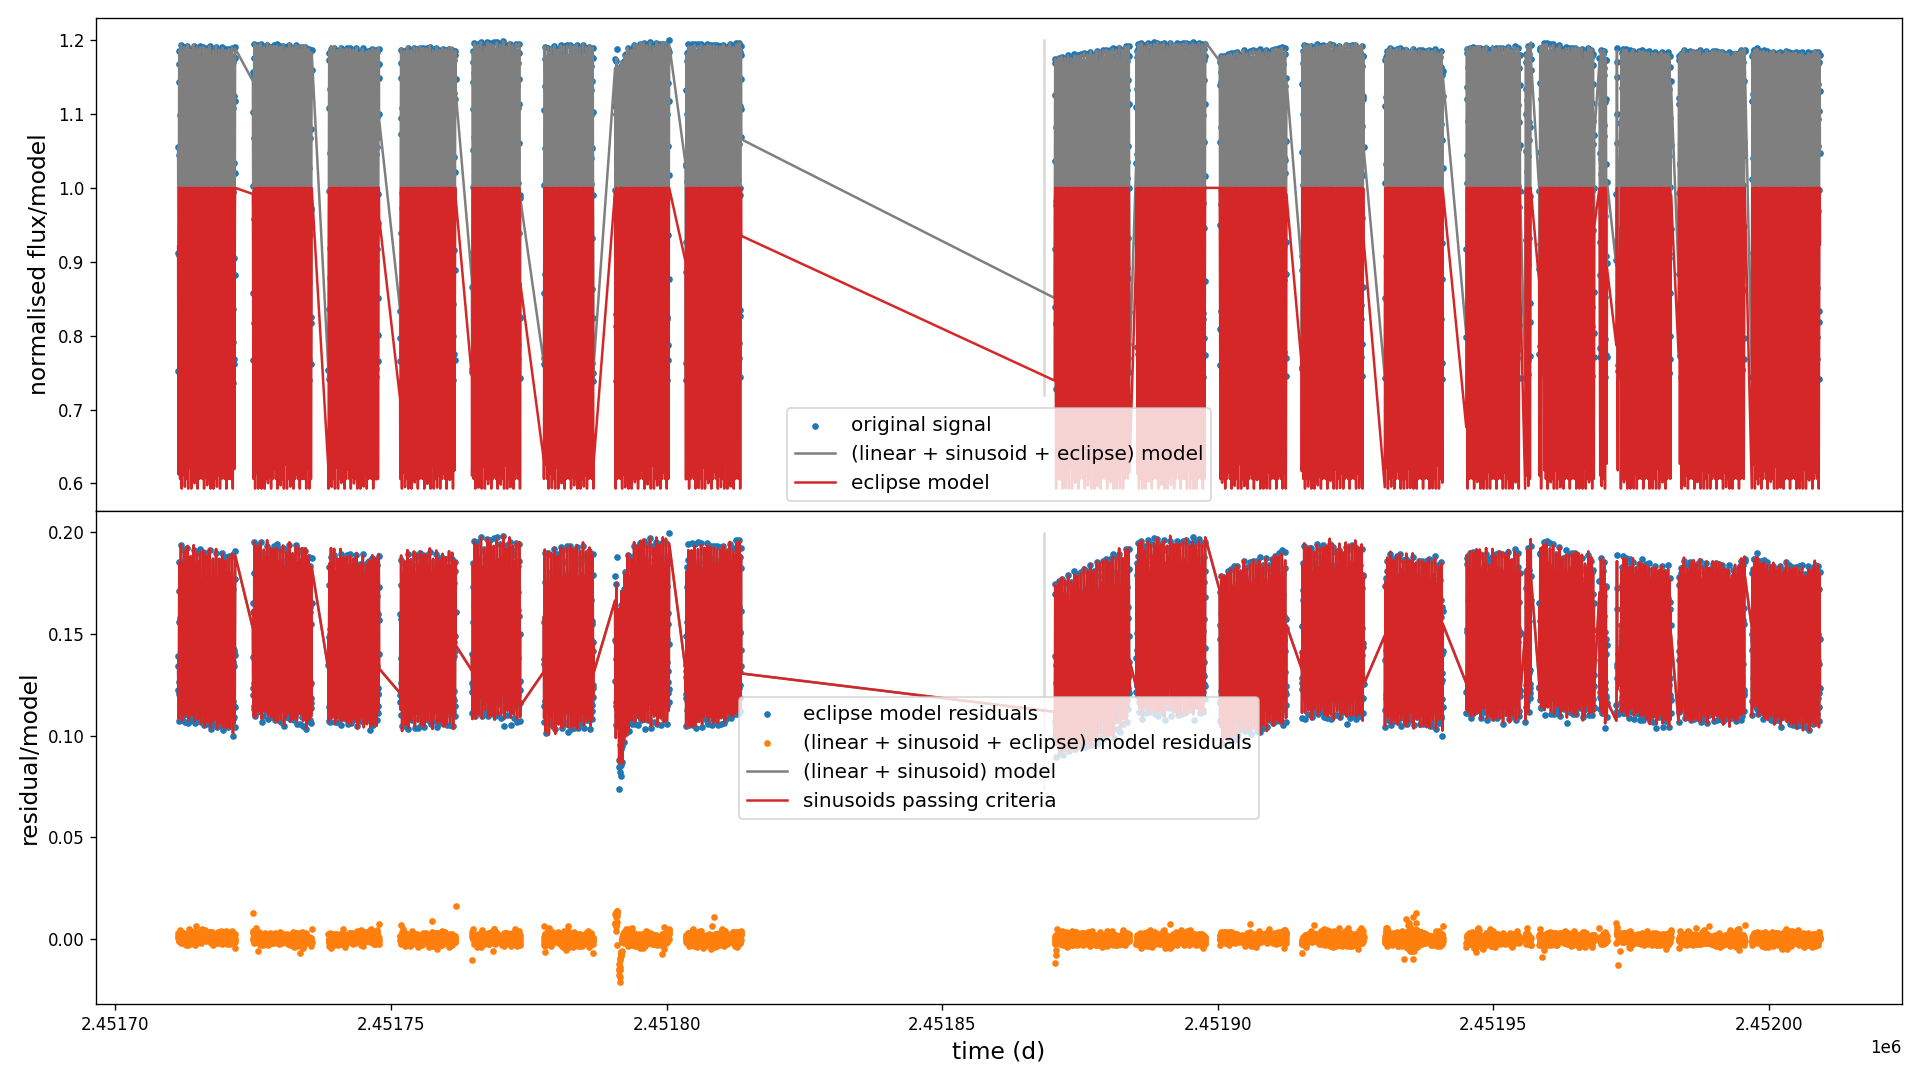 normalised flux/model
1.2
1.1
1.0
0.9
0.8
0.7
0.6
original signal
(linear + sinusoid + eclipse) model
eclipse model
residual/model
0.20
0.15
0.10
0.05
0.00
eclipse model residuals
(linear + sinusoid + eclipse) model residuals
(linear + sinusoid) model
sinusoids passing criteria
2.45170 2.45175 2.45180 2.45185 2.45190 2.45195 2.45200
time (d)
1e6